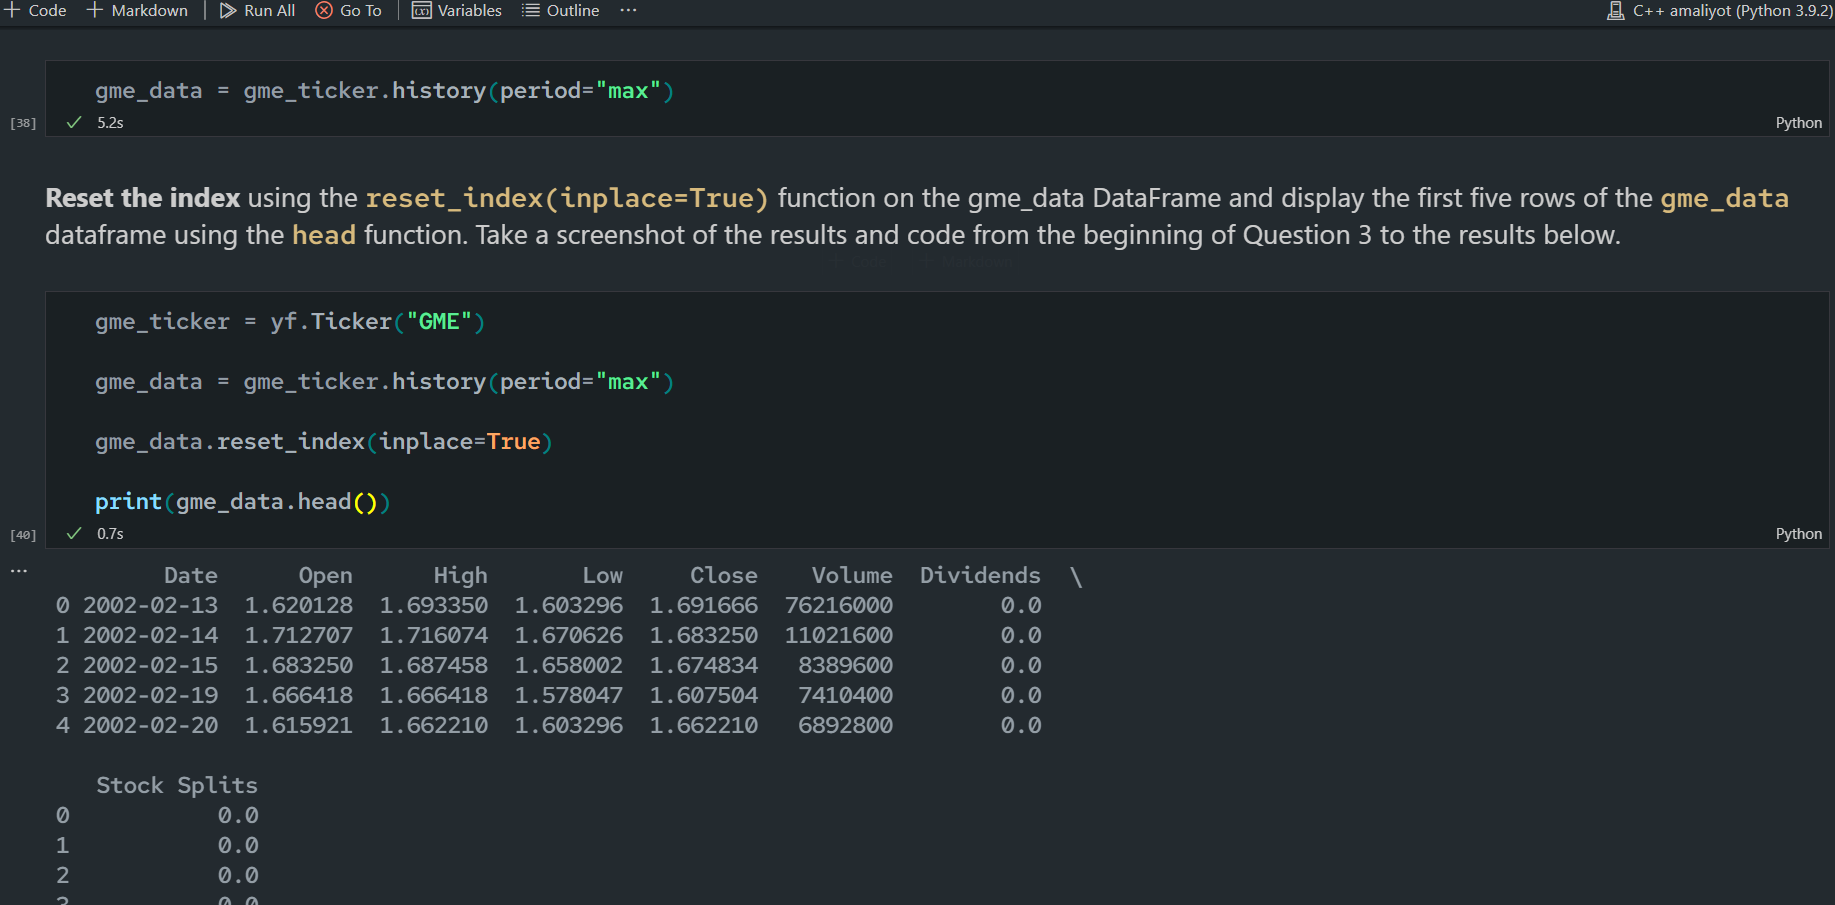 + Code + Markdown Run All Go To Variables Outline ··· C++ amaliyot (Python 3.9.2)
gme_data = gme_ticker.history(period="max")
[38] 5.2s Python
Reset the index using the reset_index(inplace=True) function on the gme_data DataFrame and display the first five rows of the gme_data
dataframe using the head function. Take a screenshot of the results and code from the beginning of Question 3 to the results below.
+ Code + Markdown
gme_ticker = yf.Ticker("GME")
gme_data = gme_ticker.history(period="max")
gme_data.reset_index(inplace=True)
print(gme_data.head())
[40] 0.7s Python
··· Date Open High Low Close Volume Dividends \
0 2002-02-13 1.620128 1.693350 1.603296 1.691666 76216000 0.0
1 2002-02-14 1.712707 1.716074 1.670626 1.683250 11021600 0.0
2 2002-02-15 1.683250 1.687458 1.658002 1.674834 8389600 0.0
3 2002-02-19 1.666418 1.666418 1.578047 1.607504 7410400 0.0
4 2002-02-20 1.615921 1.662210 1.603296 1.662210 6892800 0.0
Stock Splits
0 0.0
1 0.0
2 0.0
3 0.0